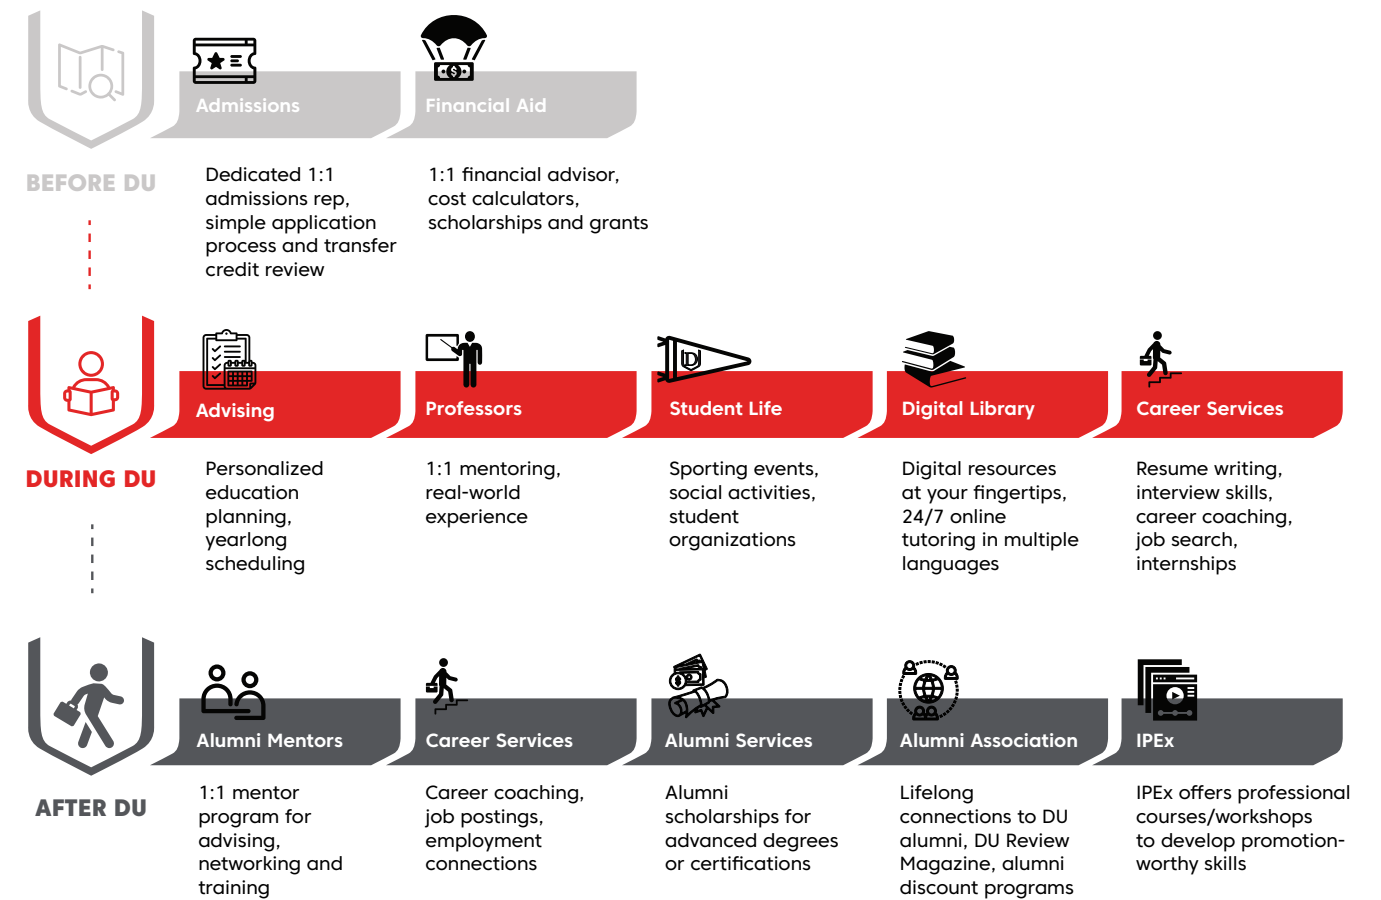 Admissions
Financial Aid
BEFORE DU
Dedicated 1:1
admissions rep,
simple application
process and transfer
credit review
1:1 financial advisor,
cost calculators,
scholarships and grants
Advising
Professors
Student Life
Digital Library
Career Services
DURING DU
Personalized
education
planning,
yearlong
scheduling
1:1 mentoring,
real-world
experience
Sporting events,
social activities,
student
organizations
Digital resources
at your fingertips,
24/7 online
tutoring in multiple
languages
Resume writing,
interview skills,
career coaching,
job search,
internships
Alumni Mentors
Career Services
Alumni Services
Alumni Association
IPEx
AFTER DU
1:1 mentor
program for
advising,
networking and
training
Career coaching,
job postings,
employment
connections
Alumni
scholarships for
advanced degrees
or certifications
Lifelong
connections to DU
alumni, DU Review
Magazine, alumni
discount programs
IPEx offers professional
courses/workshops
to develop promotion-
worthy skills